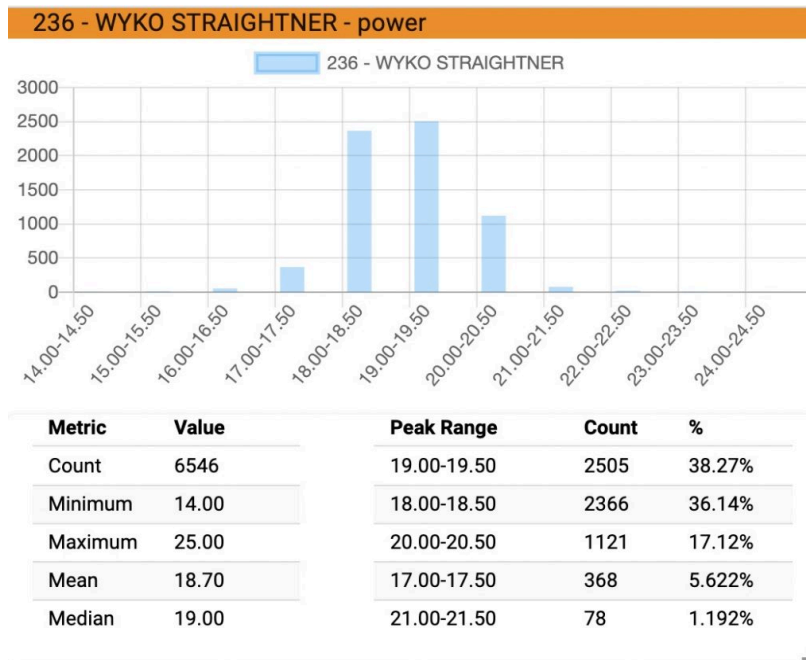 236 - WYKO STRAIGHTNER - power
236 - WYKO STRAIGHTNER
3000
2500
2000
1500
1000
500
0
14.00-14.50
15.00-15.50
16.00-16.50
17.00-17.50
18.00-18.50
19.00-19.50
20.00-20.50
21.00-21.50
22.00-22.50
23.00-23.50
24.00-24.50
Metric Value
Count 6546
Minimum 14.00
Maximum 25.00
Mean 18.70
Median 19.00
Peak Range Count %
19.00-19.50 2505 38.27%
18.00-18.50 2366 36.14%
20.00-20.50 1121 17.12%
17.00-17.50 368 5.622%
21.00-21.50 78 1.192%